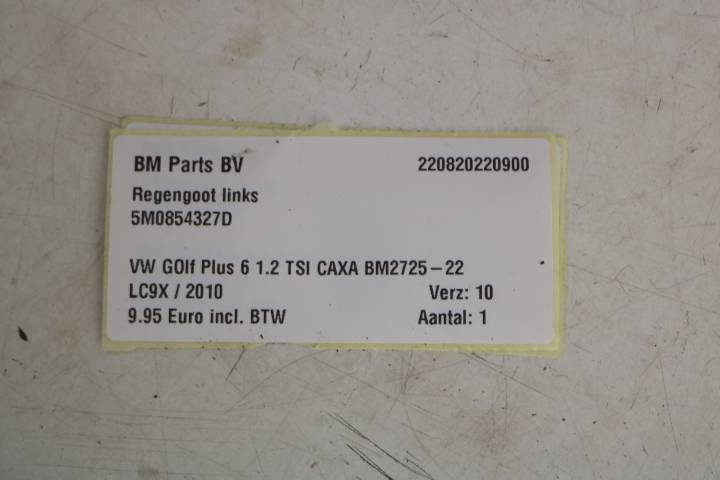 BM Parts BV 220820220900
Regengoot links
5M0854327D
VW GOlf Plus 6 1.2 TSI CAXA BM2725-22
LC9X / 2010 Verz: 10
9.95 Euro incl. BTW Aantal: 1